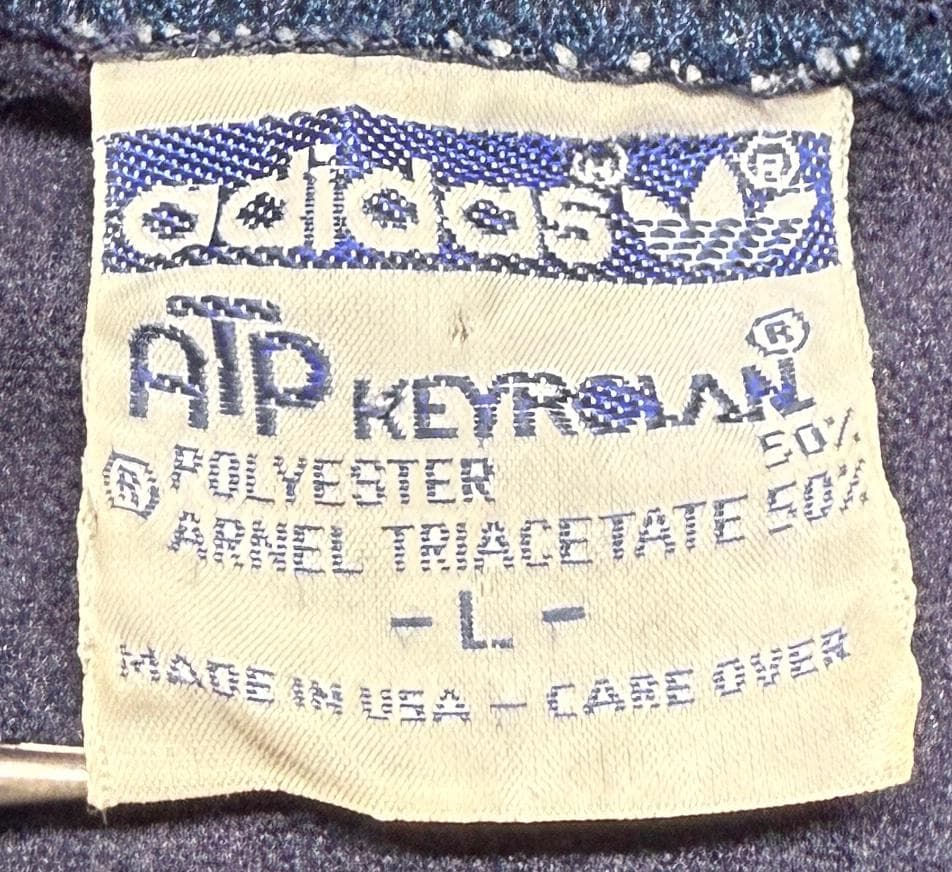 adidas® ®
ATP KEYROLAN®
POLYESTER 50%
® ARNEL TRIACETATE 50%
- L -
MADE IN USA - CARE OVER